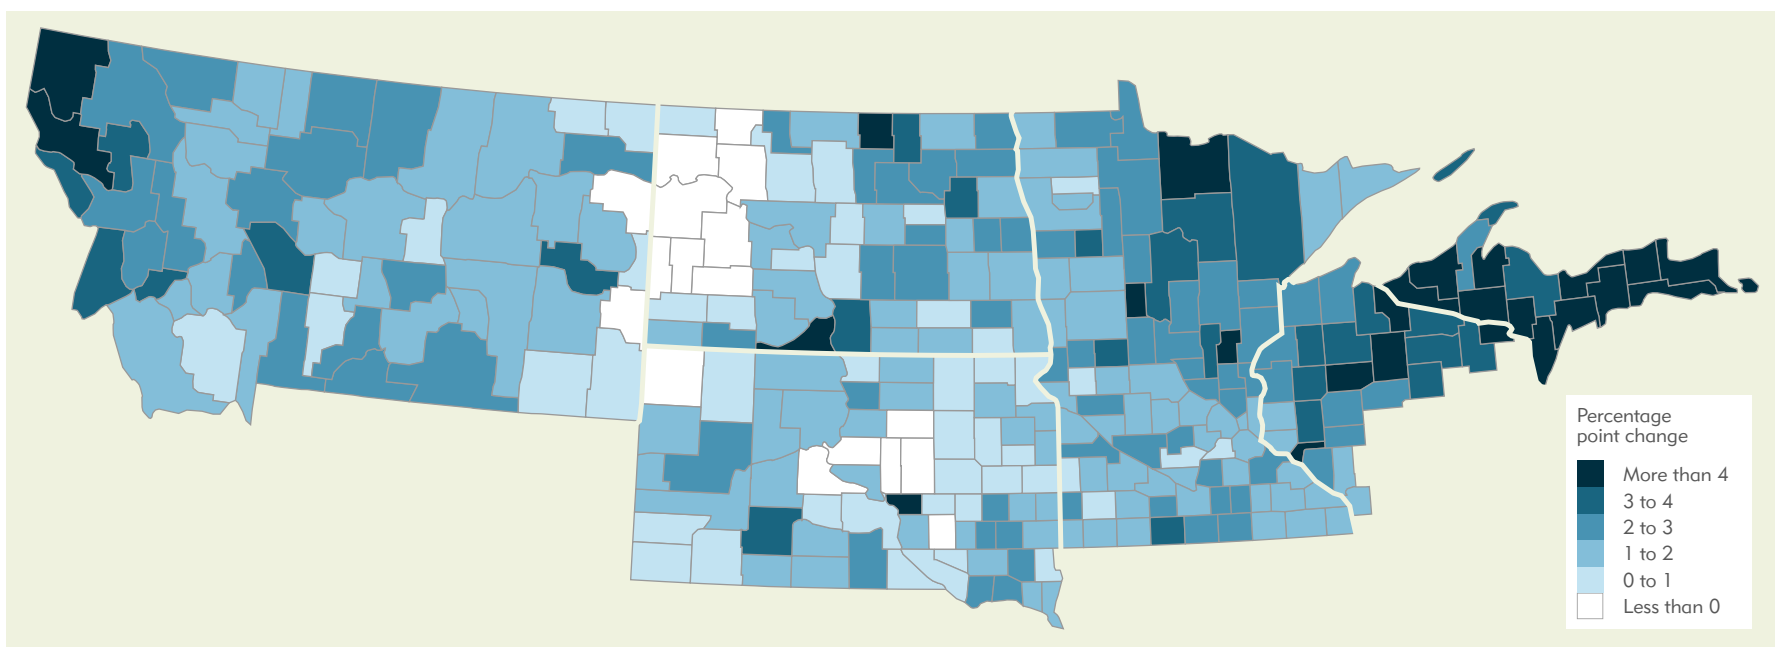 Percentage
point change
More than 4
3 to 4
2 to 3
1 to 2
0 to 1
Less than 0